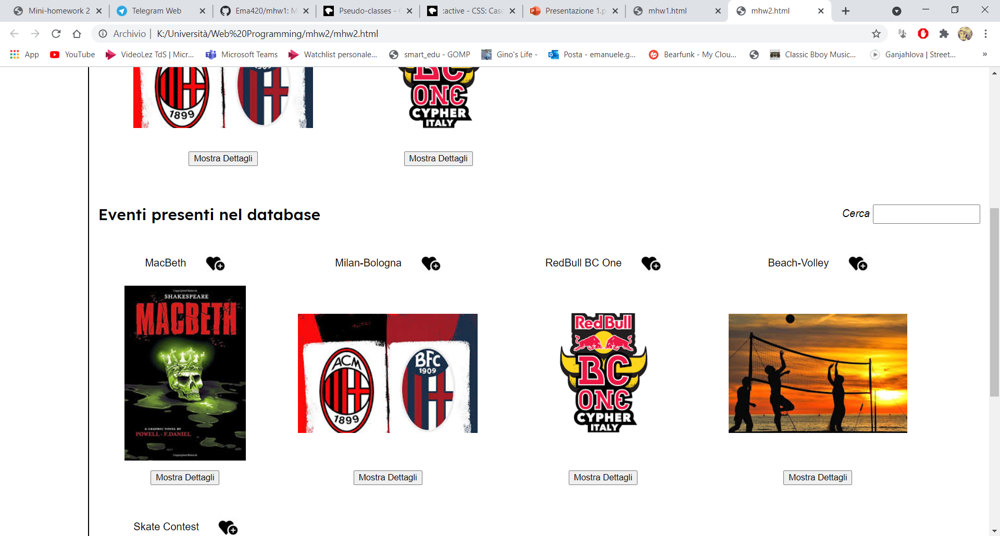 Mini-homework 2
Telegram Web
Ema420/mhw1: M
Pseudo-classes - 
:active - CSS: Casc
Presentazione 1.p
mhw1.html
mhw2.html
Archivio | K:/Università/Web%20Programming/mhw2/mhw2.html
App
YouTube
VideoLez TdS | Micr...
Microsoft Teams
Watchlist personale...
smart_edu - GOMP
Gino's Life -
Posta - emanuele.g...
Bearfunk - My Clou...
Classic Bboy Music...
Ganjahlova | Street...
»
1899
BC
ONE
CYPHER
ITALY
Mostra Dettagli
Mostra Dettagli
Eventi presenti nel database
Cerca
MacBeth
Milan-Bologna
RedBull BC One
Beach-Volley
Copyrighted Material
SHAKESPEARE
MACBETH
A GRAPHIC NOVEL BY
POWELL - F.DANIEL
Copyrighted Material
ACM
1899
BFC
1909
Red Bull
BC
ONE
CYPHER
ITALY
Mostra Dettagli
Mostra Dettagli
Mostra Dettagli
Mostra Dettagli
Skate Contest